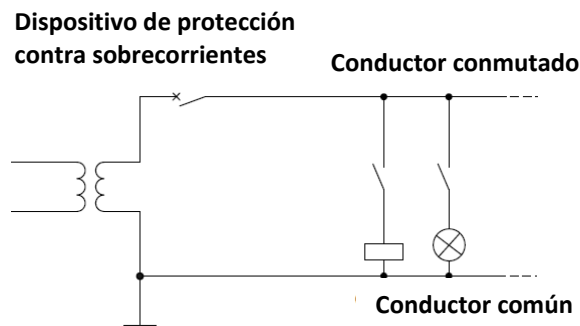 Dispositivo de protección
contra sobrecorrientes
Conductor conmutado
Conductor común